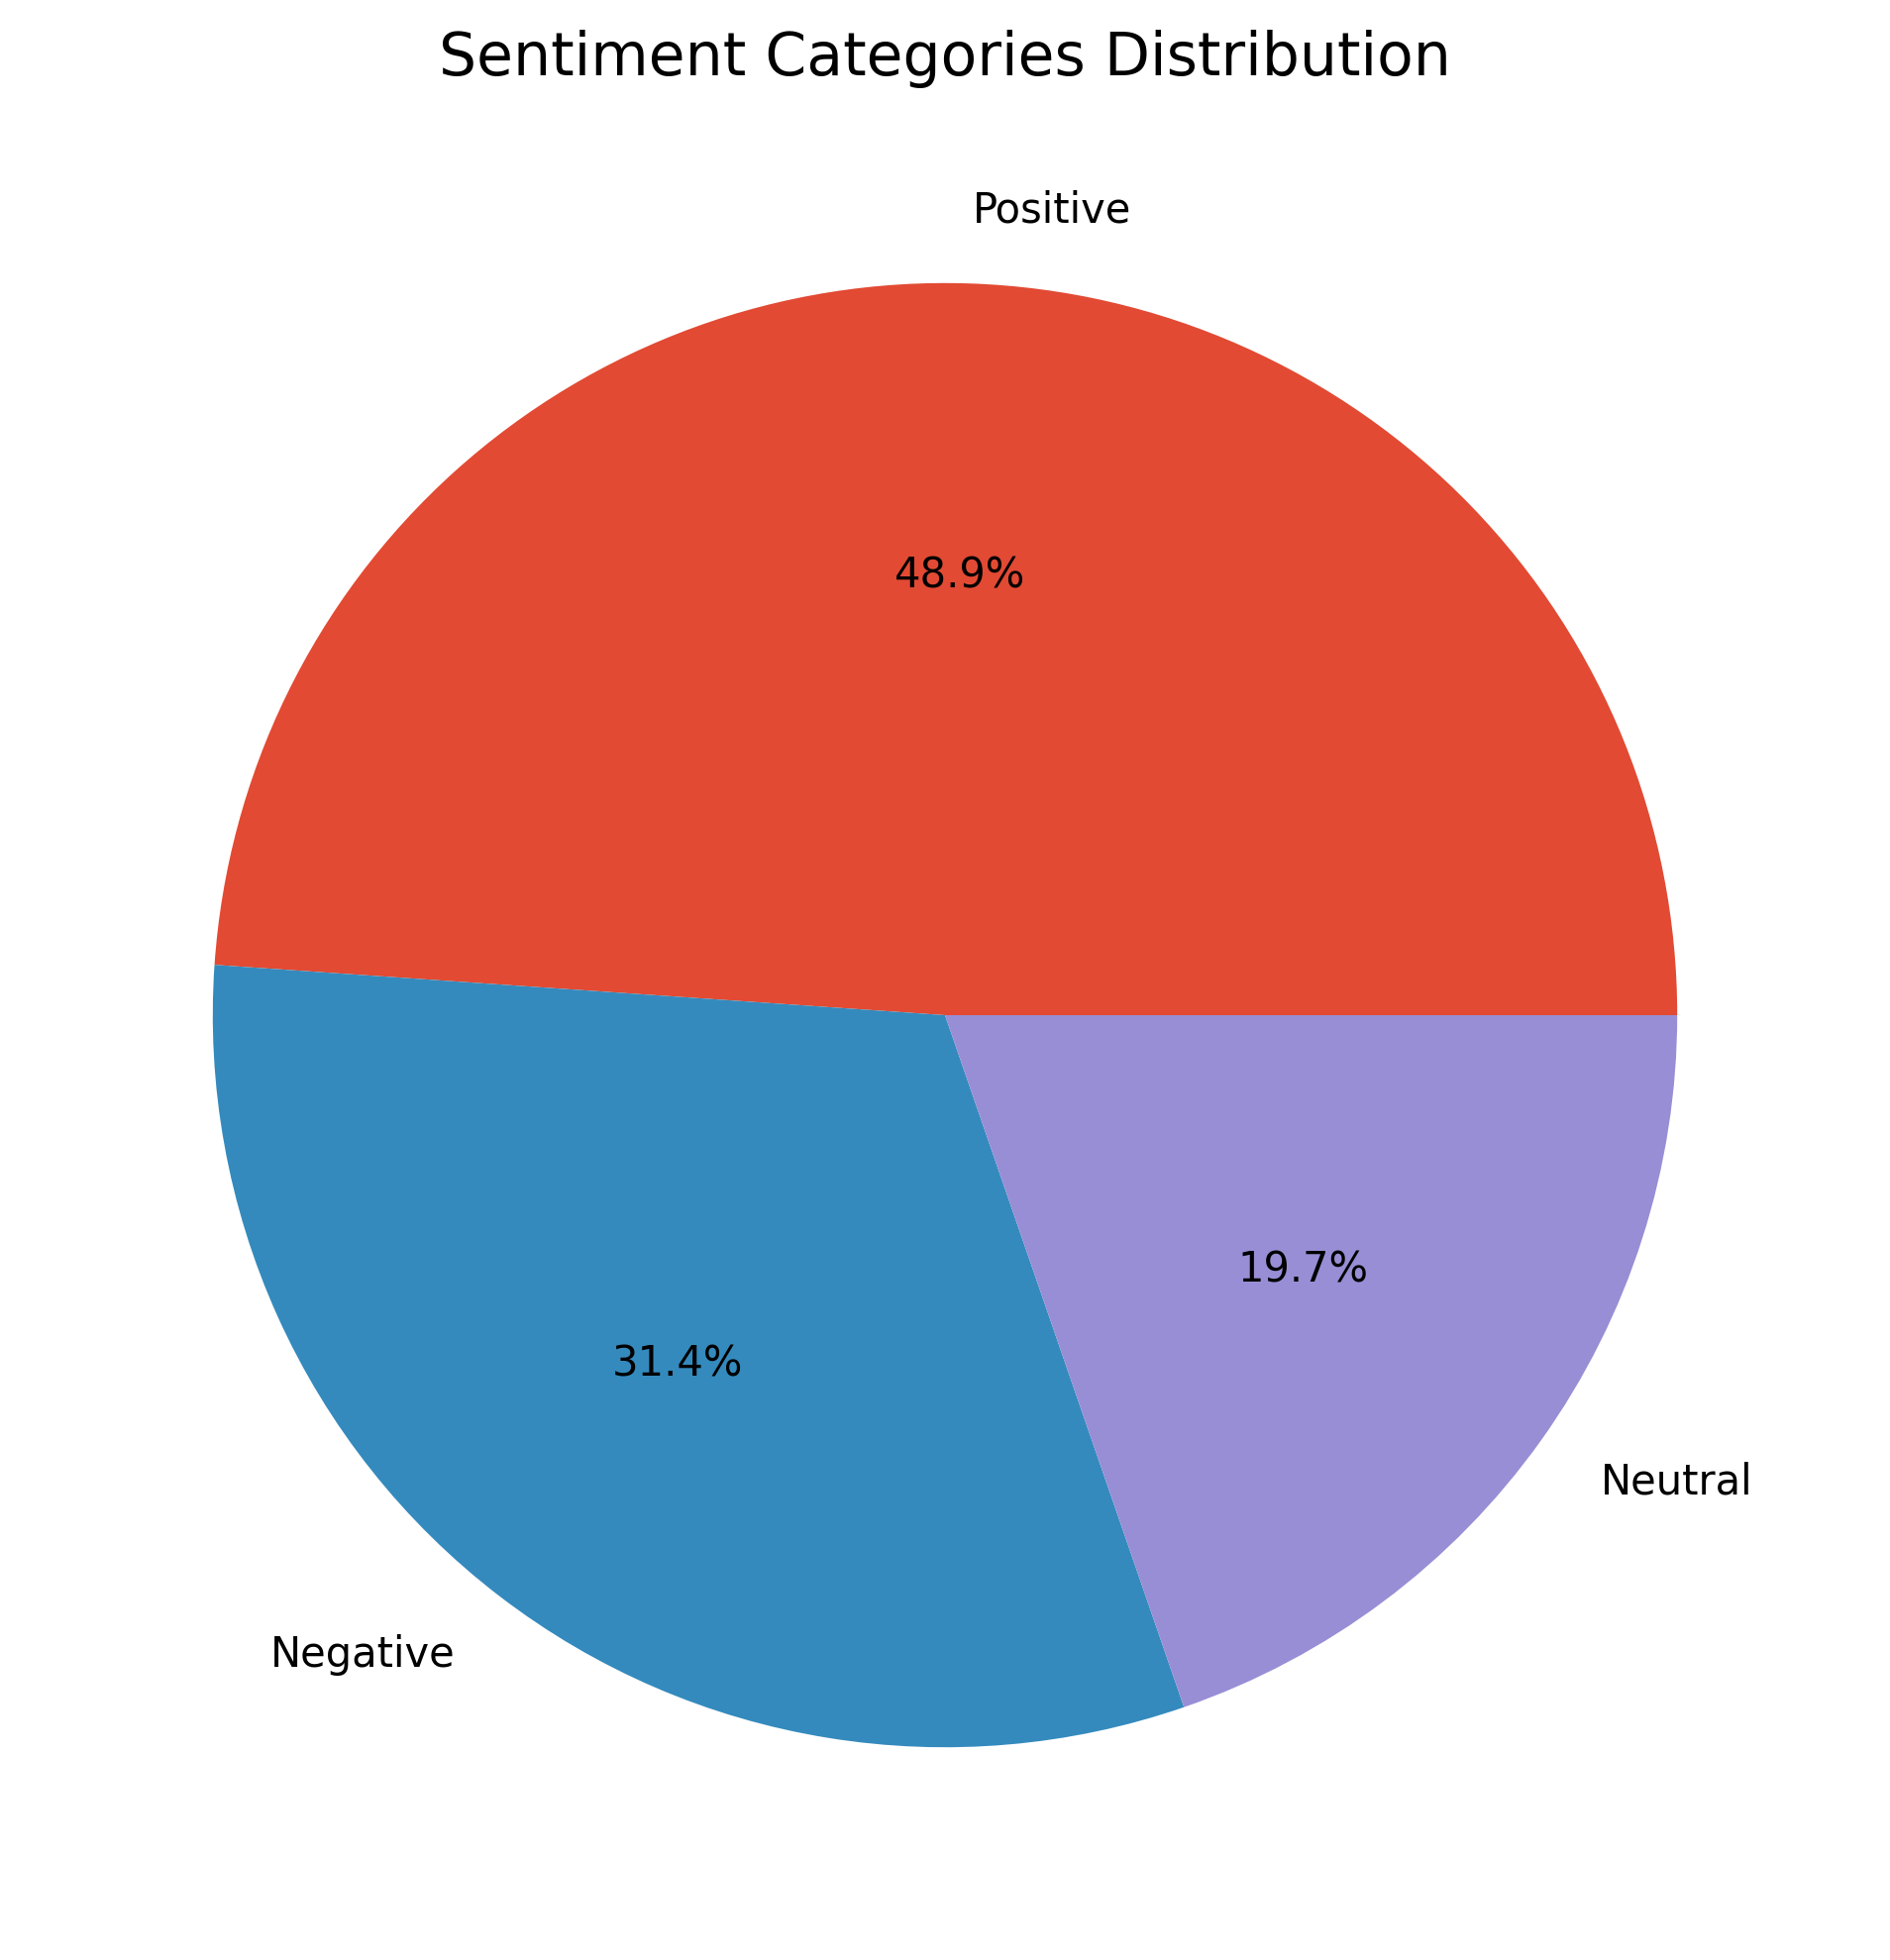 Sentiment Categories Distribution
Positive
48.9%
19.7%
31.4%
Neutral
Negative